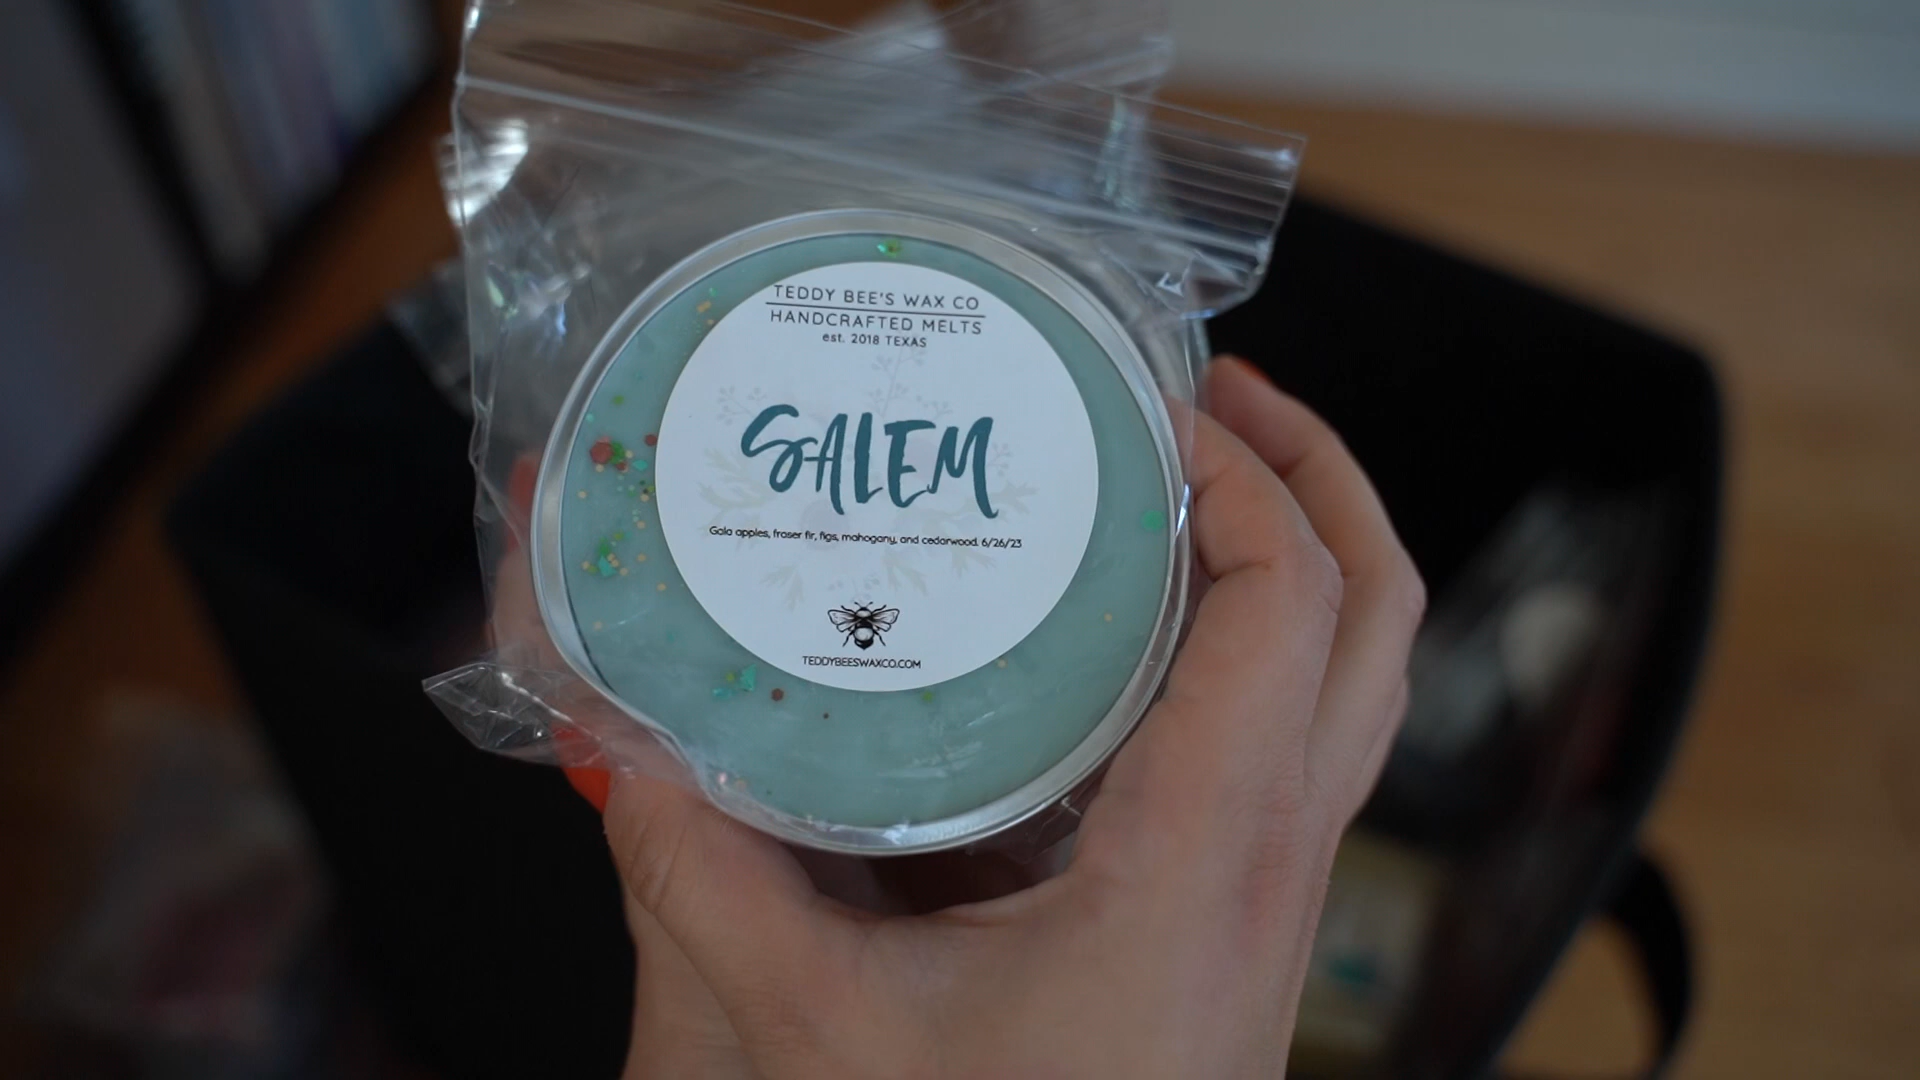 TEDDY BEE'S WAX CO
HANDCRAFTED MELTS
est. 2018 TEXAS
SALEM
Gala apples, fraser fir, figs, mahogany, and cedarwood. 6/26/23
TEDDYBEESWAXCO.COM